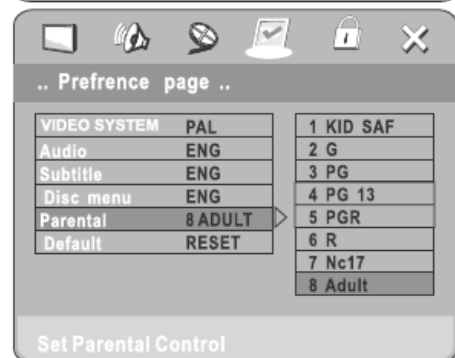 .. Prefrence page ..
VIDEO SYSTEM PAL
Audio ENG
Subtitle ENG
Disc menu ENG
Parental 8 ADULT
Default RESET
1 KID SAF
2 G
3 PG
4 PG 13
5 PGR
6 R
7 Nc17
8 Adult
Set Parental Control